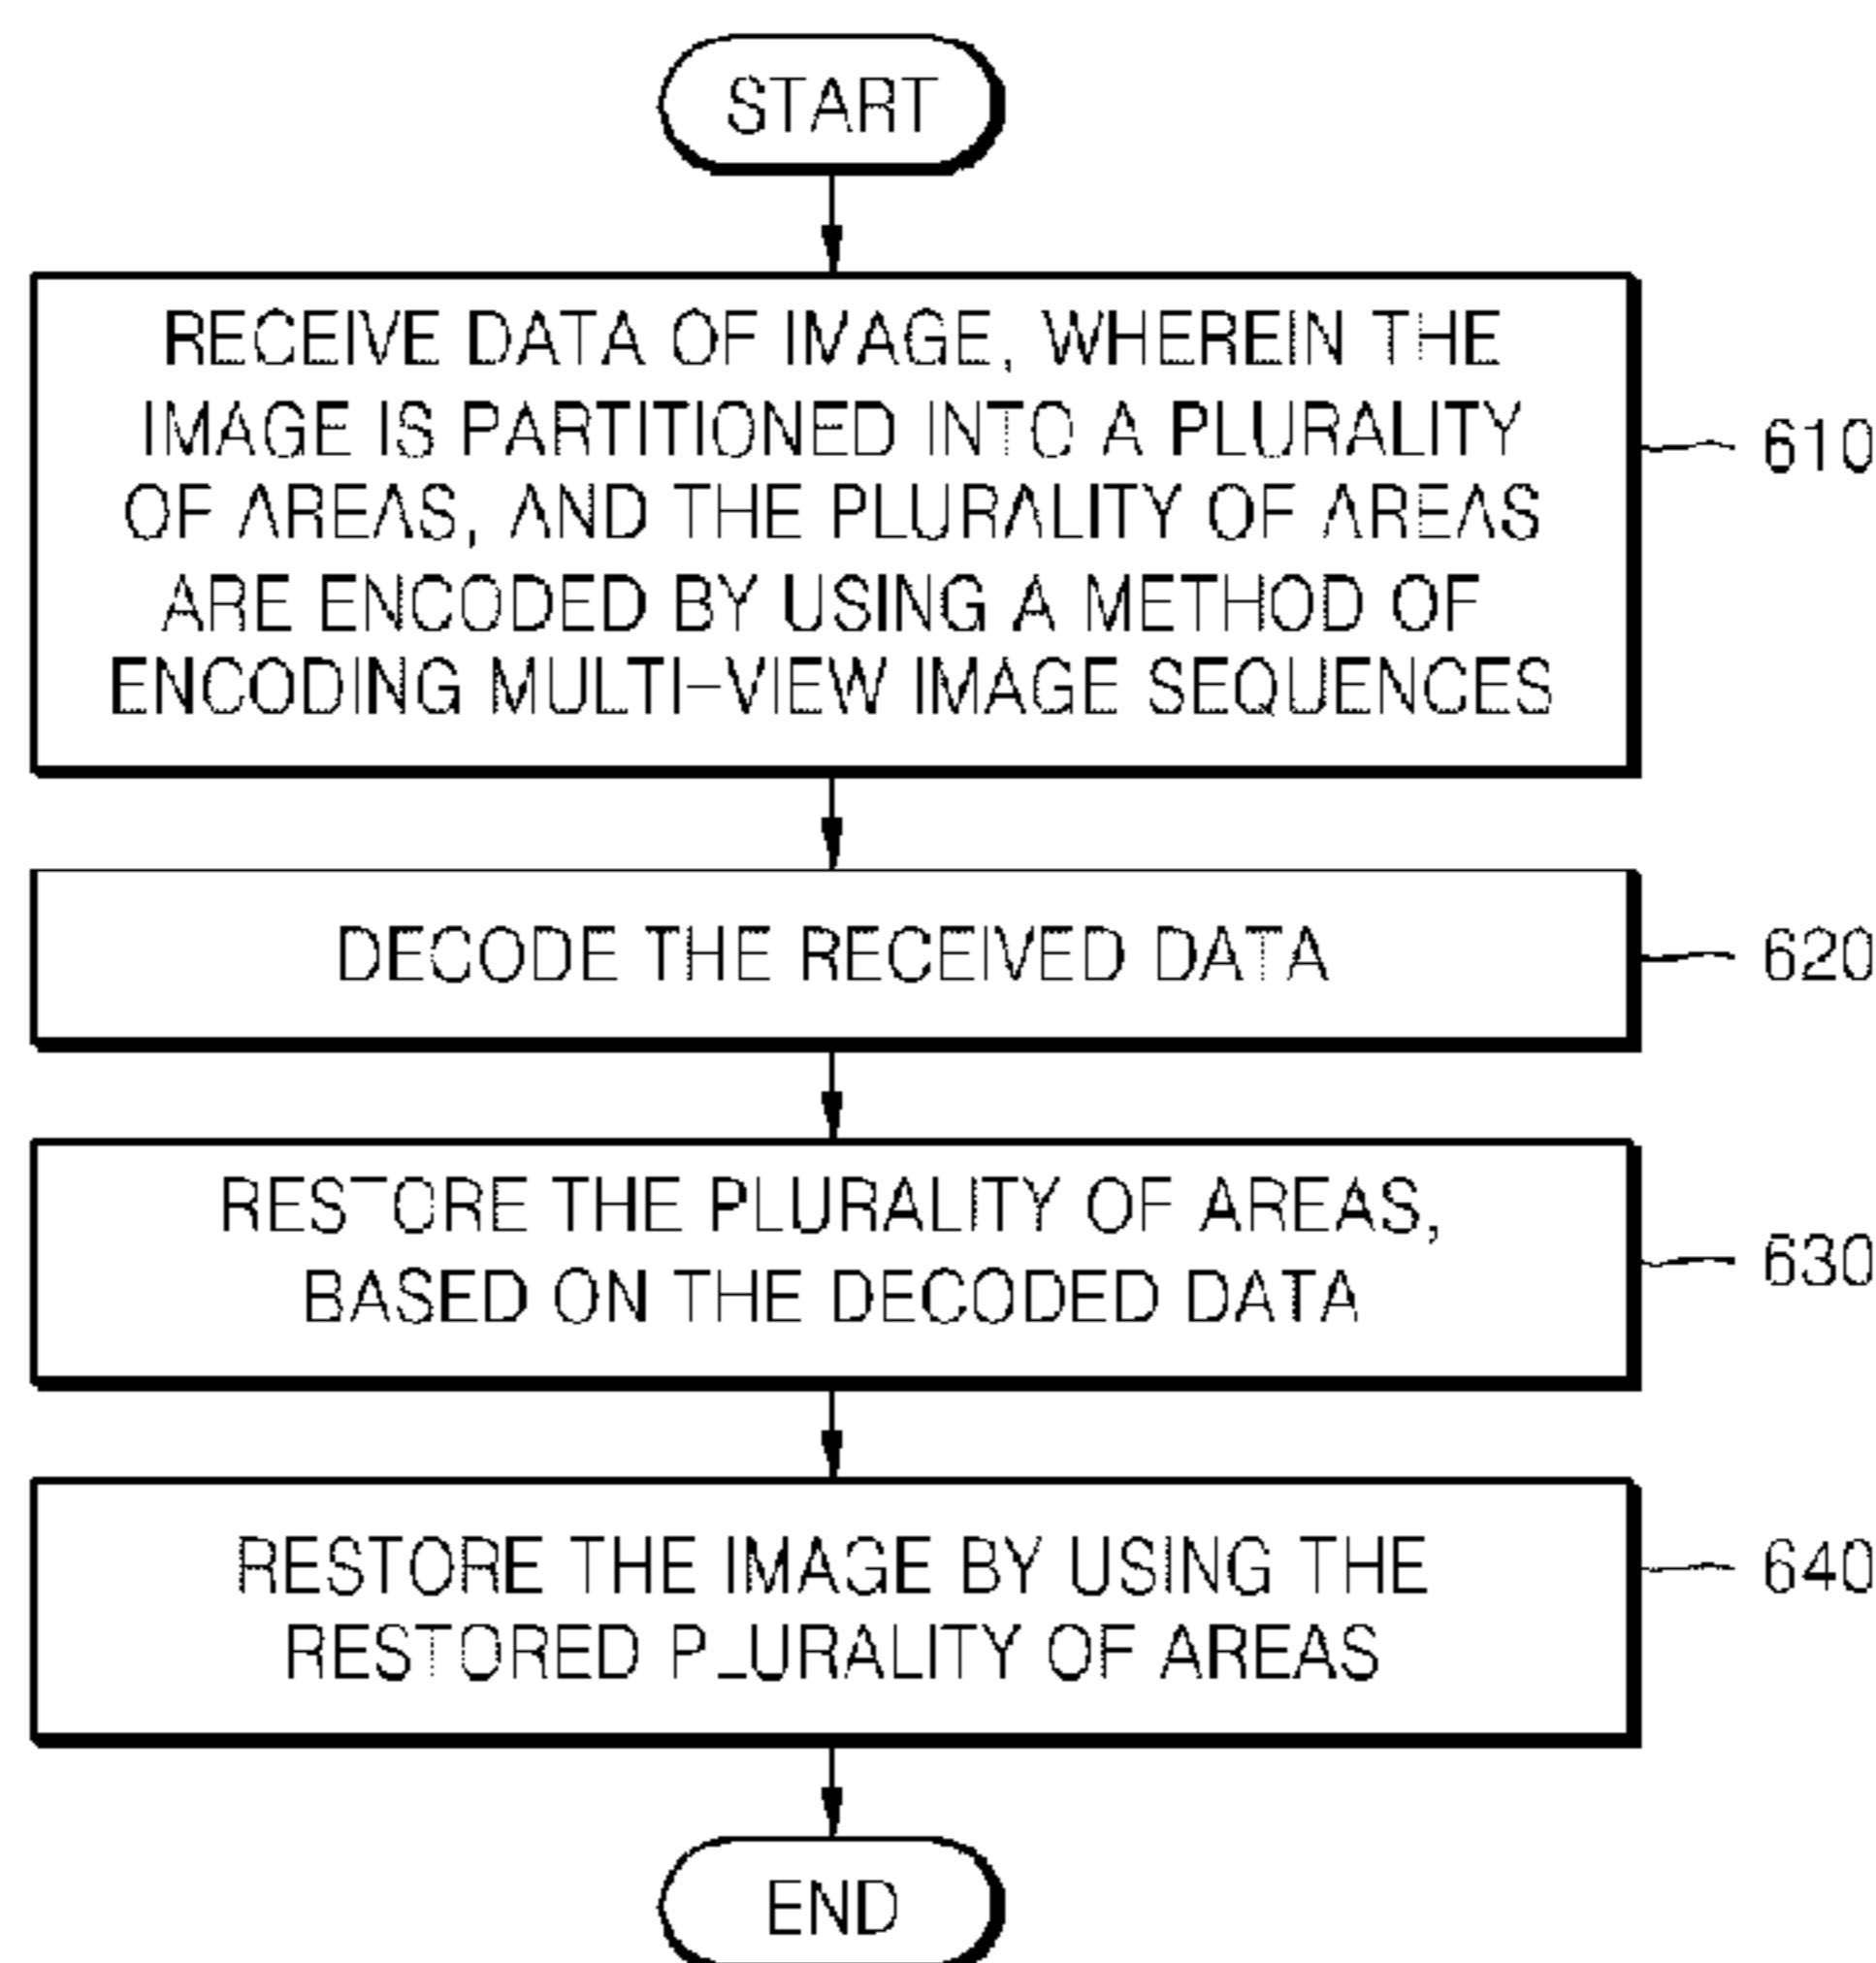 START
RECEIVE DATA OF IMAGE, WHEREIN THE
IMAGE IS PARTITIONED INTO A PLURALITY
OF AREAS, AND THE PLURALITY OF AREAS
ARE ENCODED BY USING A METHOD OF
ENCODING MULTI-VIEW IMAGE SEQUENCES
610
DECODE THE RECEIVED DATA
620
RESTORE THE PLURALITY OF AREAS,
BASED ON THE DECODED DATA
630
RESTORE THE IMAGE BY USING THE
RESTORED PLURALITY OF AREAS
640
END